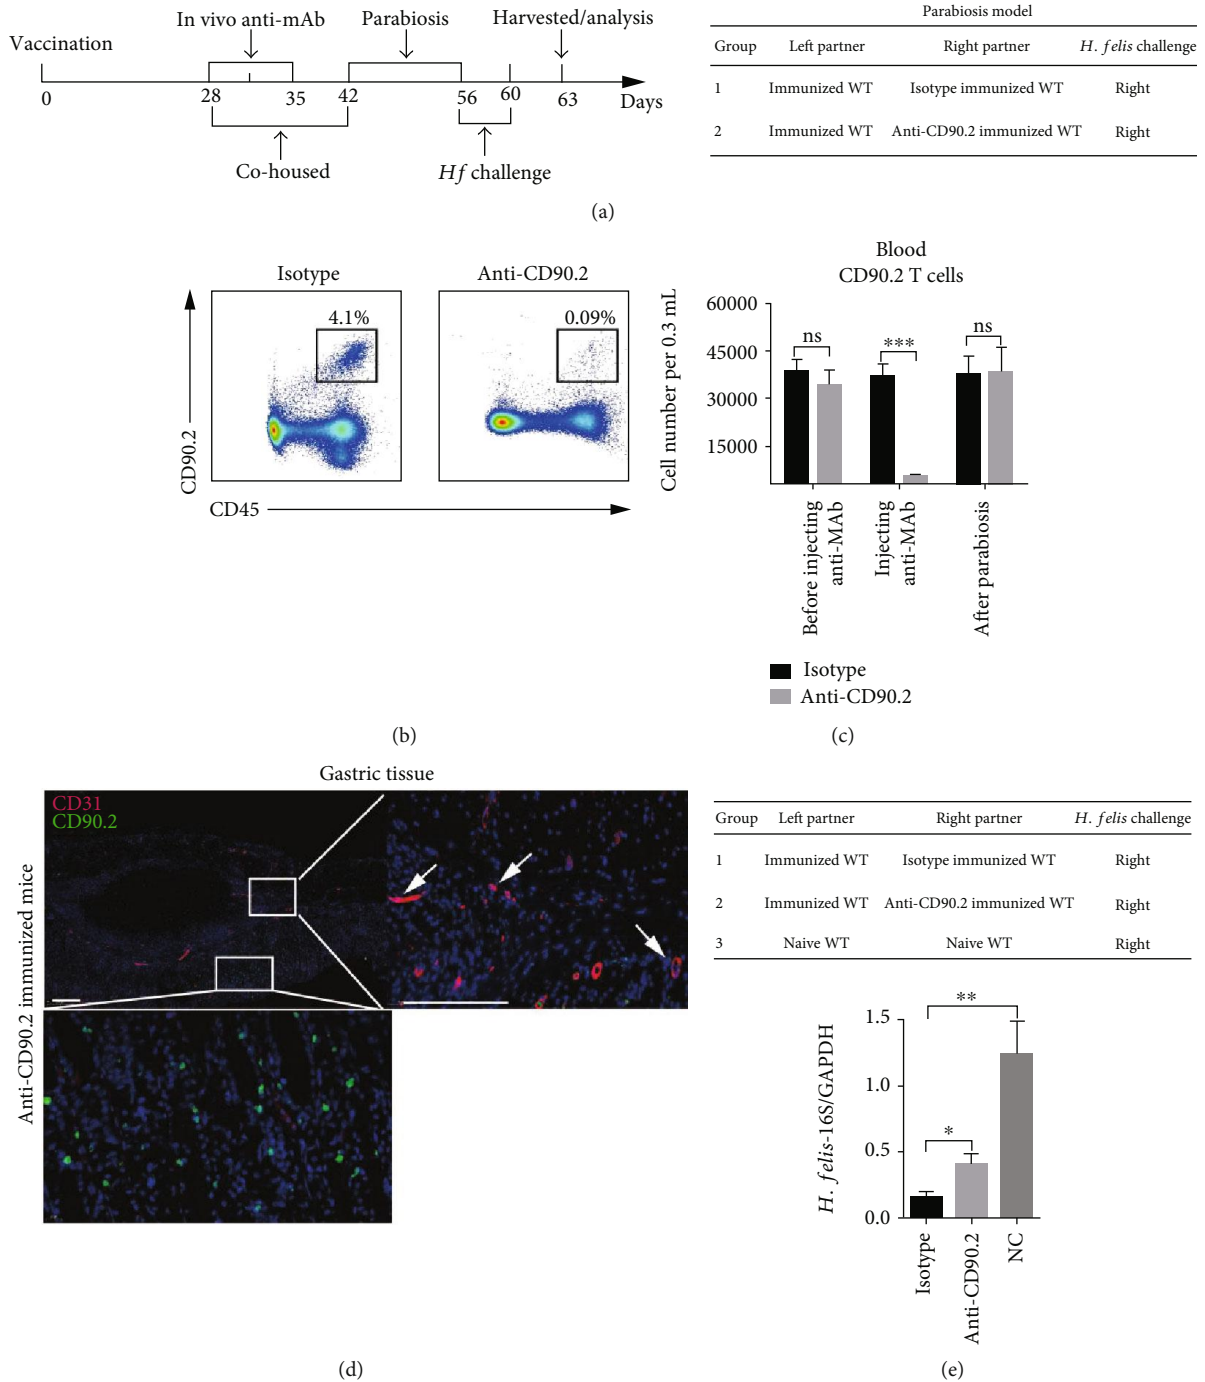 In vivo anti-mAb
Parabiosis
Harvested/analysis
Vaccination
0
28
35
42
56
60
63
Days
Co-housed
Hf challenge
Parabiosis model
Group Left partner Right partner H. felis challenge
1 Immunized WT Isotype immunized WT Right
2 Immunized WT Anti-CD90.2 immunized WT Right
(a)
Isotype
Anti-CD90.2
4.1%
0.09%
CD90.2
CD45
(b)
Blood
CD90.2 T cells
Cell number per 0.3 mL
60000
45000
30000
15000
ns
***
ns
Before injecting
anti-MAb
Injecting
anti-MAb
After parabiosis
Isotype
Anti-CD90.2
(c)
Gastric tissue
CD31
CD90.2
Anti-CD90.2 immunized mice
(d)
Group Left partner Right partner H. felis challenge
1 Immunized WT Isotype immunized WT Right
2 Immunized WT Anti-CD90.2 immunized WT Right
3 Naive WT Naive WT Right
H. felis-16S/GAPDH
1.5
1.0
0.5
0.0
**
*
Isotype
Anti-CD90.2
NC
(e)